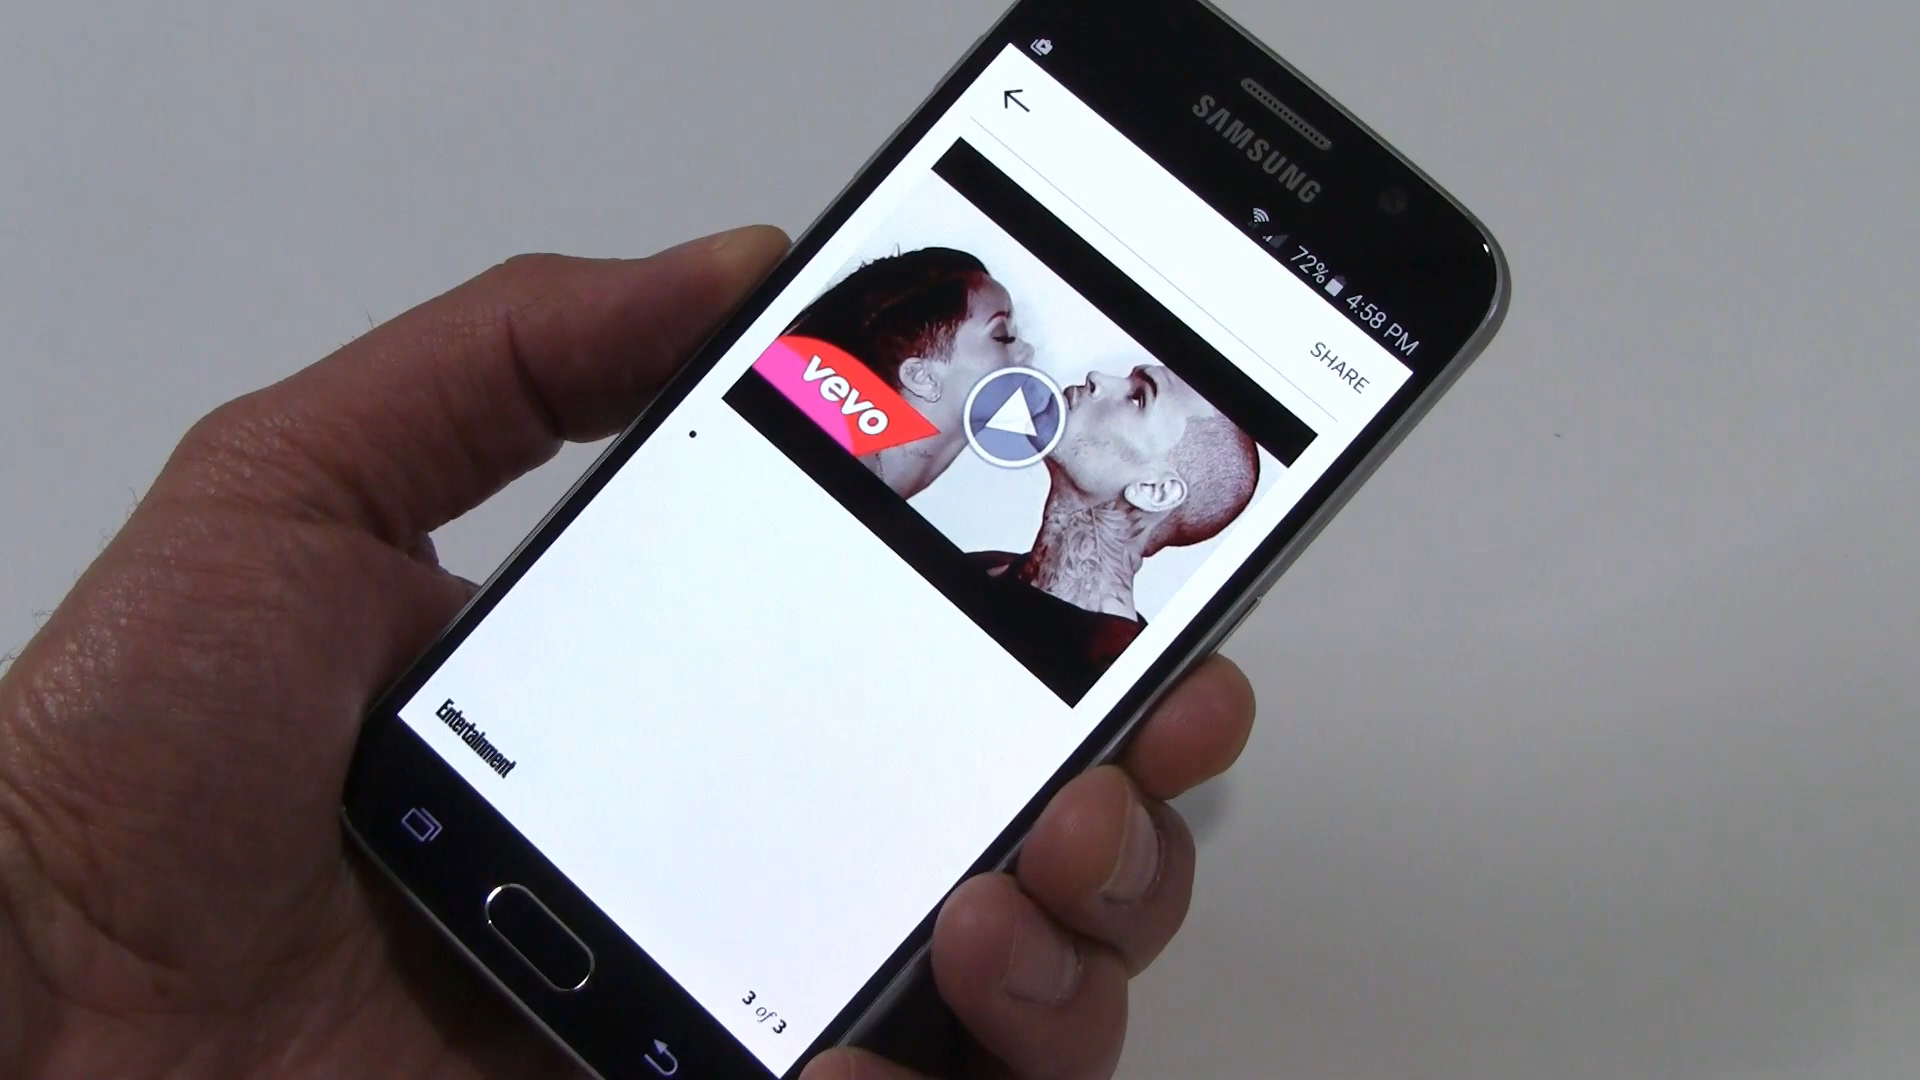 SAMSUNG
72% 4:58 PM
SHARE
vevo
Entertainment
3 of 3